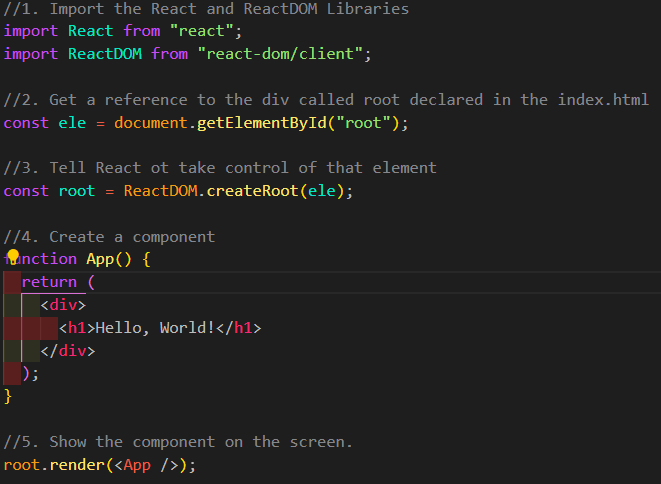 //1. Import the React and ReactDOM Libraries
import React from "react";
import ReactDOM from "react-dom/client";
//2. Get a reference to the div called root declared in the index.html
const ele = document.getElementById("root");
//3. Tell React ot take control of that element
const root = ReactDOM.createRoot(ele);
//4. Create a component
function App() {
  return (
    <div>
      <h1>Hello, World!</h1>
    </div>
  );
}
//5. Show the component on the screen.
root.render(<App />);